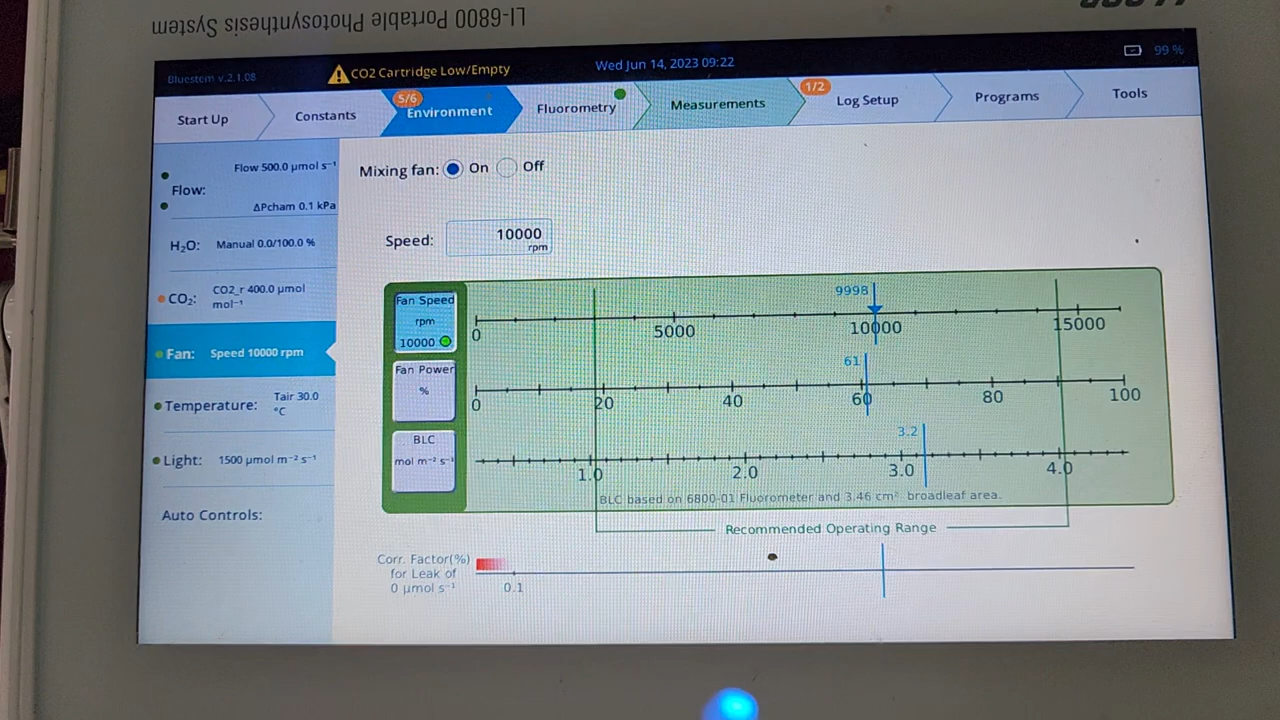 LI-6800 Portable Photosynthesis System
Bluestem v.2.1.08
CO2 Cartridge Low/Empty
Wed Jun 14, 2023 09:22
99 %
Start Up
Constants
5/6
Environment
Fluorometry
Measurements
1/2
Log Setup
Programs
Tools
Flow 500.0 µmol s⁻¹
Flow:
ΔPcham 0.1 kPa
H₂O: Manual 0.0/100.0 %
CO₂: CO2_r 400.0 µmol
mol⁻¹
Fan: Speed 10000 rpm
Temperature: Tair 30.0
°C
Light: 1500 µmol m⁻² s⁻¹
Auto Controls:
Mixing fan: On Off
Speed: 10000
rpm
Fan Speed
rpm
10000
9998
0 5000 10000 15000
Fan Power
%
61
0 20 40 60 80 100
BLC
mol m⁻² s⁻¹
3.2
1.0 2.0 3.0 4.0
BLC based on 6800-01 Fluorometer and 3.46 cm² broadleaf area.
Recommended Operating Range
Corr. Factor(%)
for Leak of
0 µmol s⁻¹
0.1